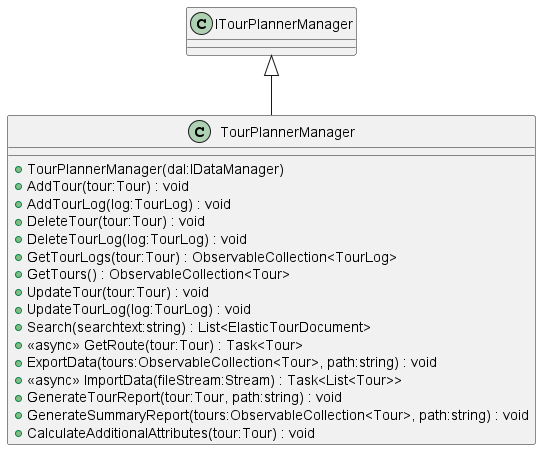 C ITourPlannerManager
C TourPlannerManager
TourPlannerManager(dal:IDataManager)
AddTour(tour:Tour) : void
AddTourLog(log:TourLog) : void
DeleteTour(tour:Tour) : void
DeleteTourLog(log:TourLog) : void
GetTourLogs(tour:Tour) : ObservableCollection<TourLog>
GetTours() : ObservableCollection<Tour>
UpdateTour(tour:Tour) : void
UpdateTourLog(log:TourLog) : void
Search(searchtext:string) : List<ElasticTourDocument>
«async» GetRoute(tour:Tour) : Task<Tour>
ExportData(tours:ObservableCollection<Tour>, path:string) : void
«async» ImportData(fileStream:Stream) : Task<List<Tour>>
GenerateTourReport(tour:Tour, path:string) : void
GenerateSummaryReport(tours:ObservableCollection<Tour>, path:string) : void
CalculateAdditionalAttributes(tour:Tour) : void